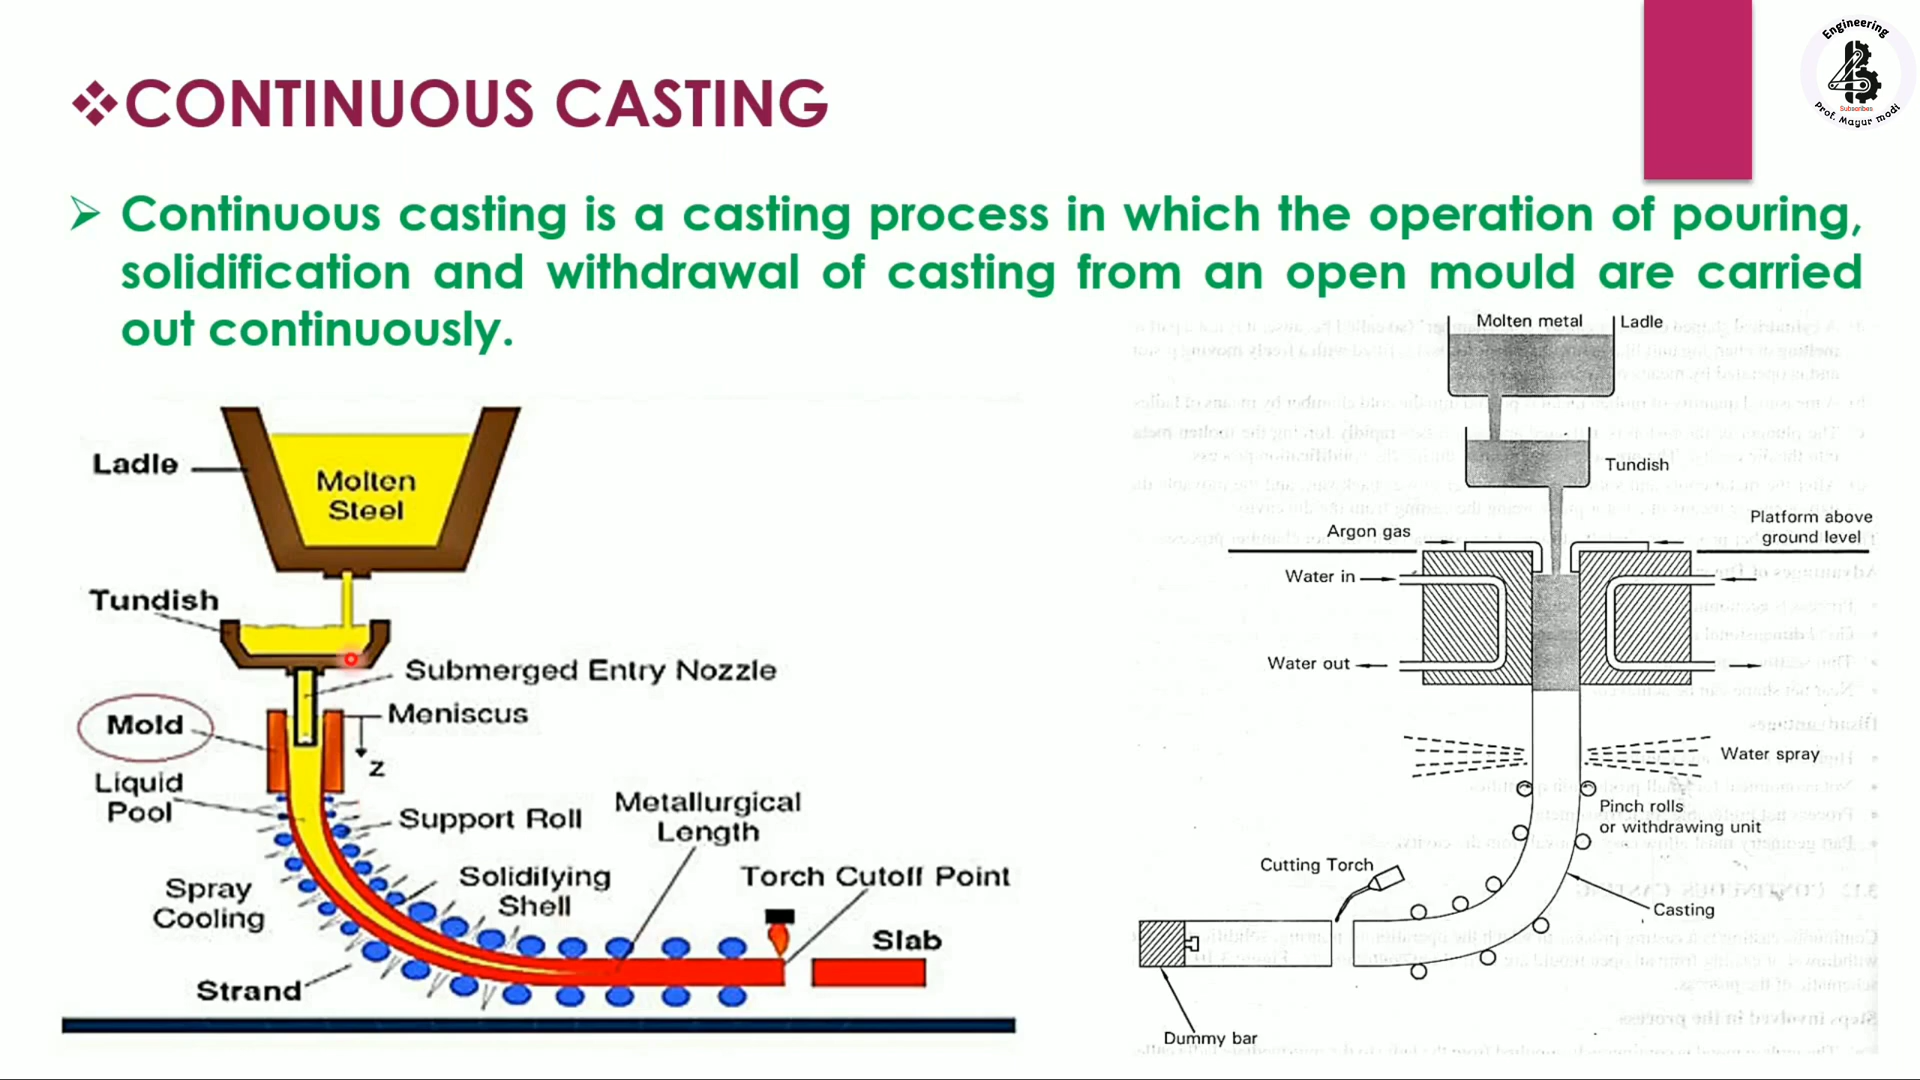 Engineering
Subscribes
Prof. Mayur modi
CONTINUOUS CASTING
Continuous casting is a casting process in which the operation of pouring,
solidification and withdrawal of casting from an open mould are carried
out continuously.
Ladle
Molten
Steel
Tundish
Submerged Entry Nozzle
Mold
Meniscus
z
Liquid
Pool
Support Roll
Metallurgical
Length
Spray
Cooling
Solidifying
Shell
Torch Cutoff Point
Slab
Strand
Molten metal
Ladle
Tundish
Argon gas
Platform above
ground level
Water in
Water out
Water spray
Pinch rolls
or withdrawing unit
Cutting Torch
Casting
Dummy bar